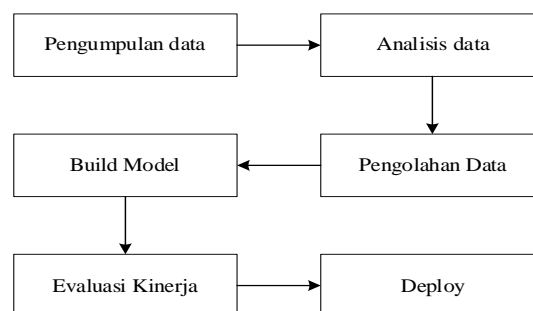 Pengumpulan data
Analisis data
Pengolahan Data
Build Model
Evaluasi Kinerja
Deploy